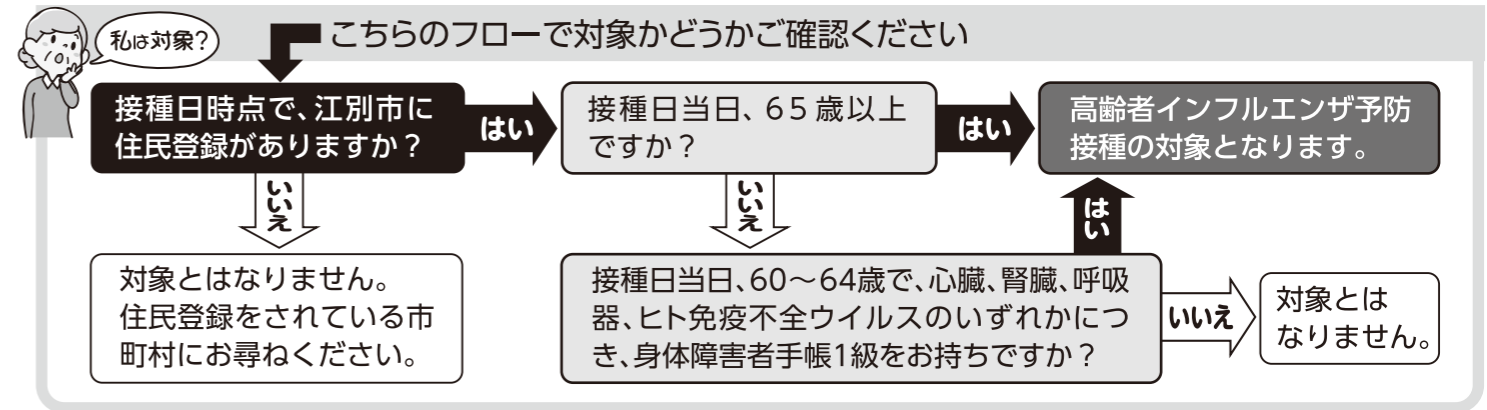 私は対象?
こちらのフローで対象かどうかご確認ください
接種日時点で、江別市に
住民登録がありますか？
はい
接種日当日、65歳以上
ですか？
はい
高齢者インフルエンザ予防
接種の対象となります。
いいえ
いいえ
はい
対象とはなりません。
住民登録をされている市
町村にお尋ねください。
接種日当日、60～64歳で、心臓、腎臓、呼吸
器、ヒト免疫不全ウイルスのいずれかにつ
き、身体障害者手帳1級をお持ちですか？
いいえ
対象とは
なりません。